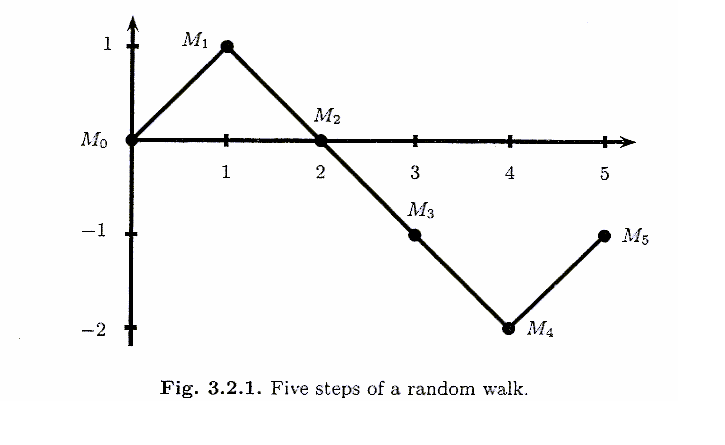 1
M₁
M₂
M₀
1 2 3 4 5
M₃
−1
M₅
−2
M₄
Fig. 3.2.1. Five steps of a random walk.